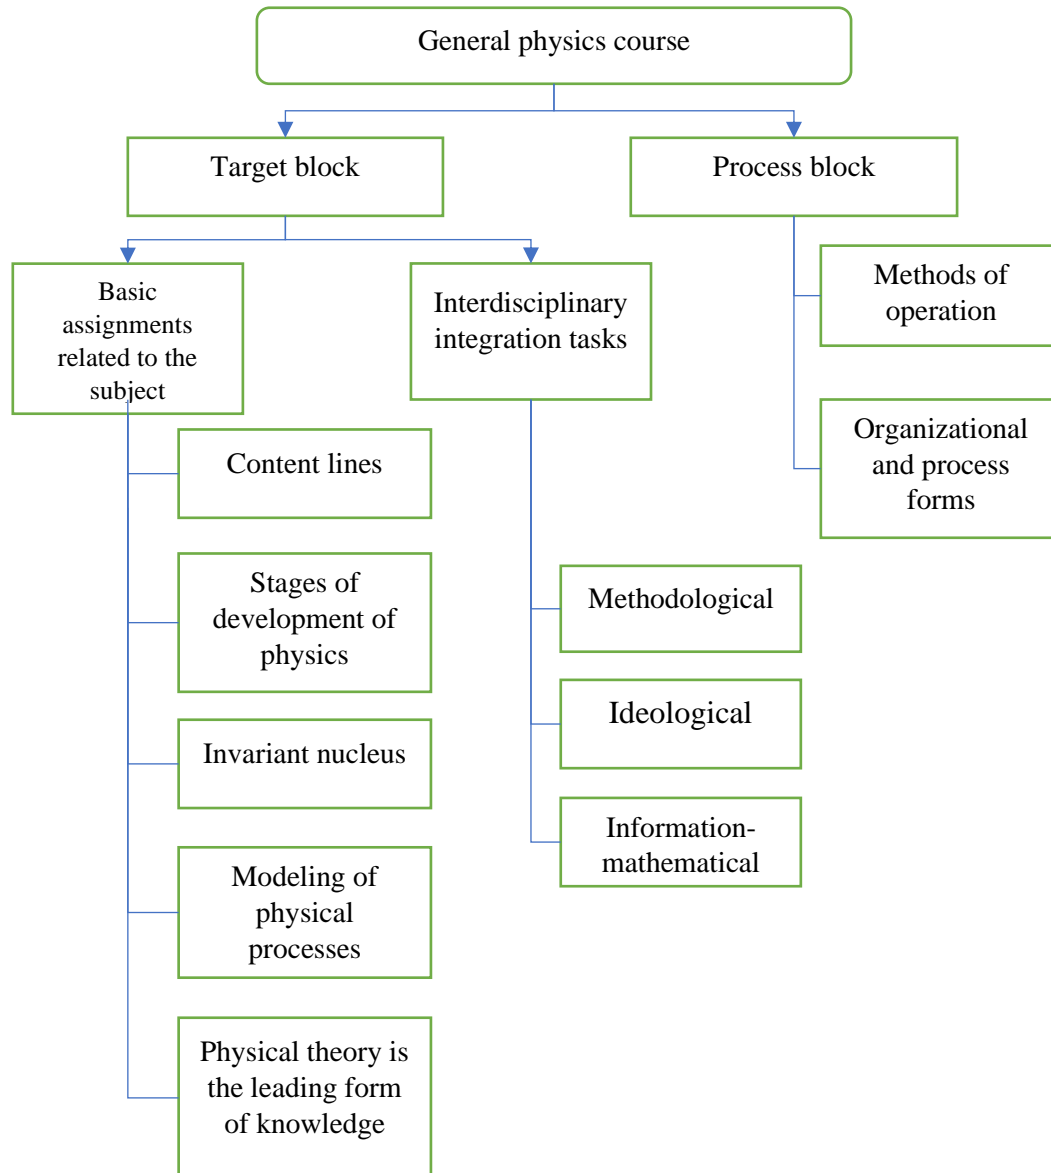 General physics course
Target block
Process block
Basic
assignments
related to the
subject
Interdisciplinary
integration tasks
Methods of
operation
Organizational
and process
forms
Content lines
Stages of
development of
physics
Invariant nucleus
Modeling of
physical
processes
Physical theory is
the leading form
of knowledge
Methodological
Ideological
Information-
mathematical